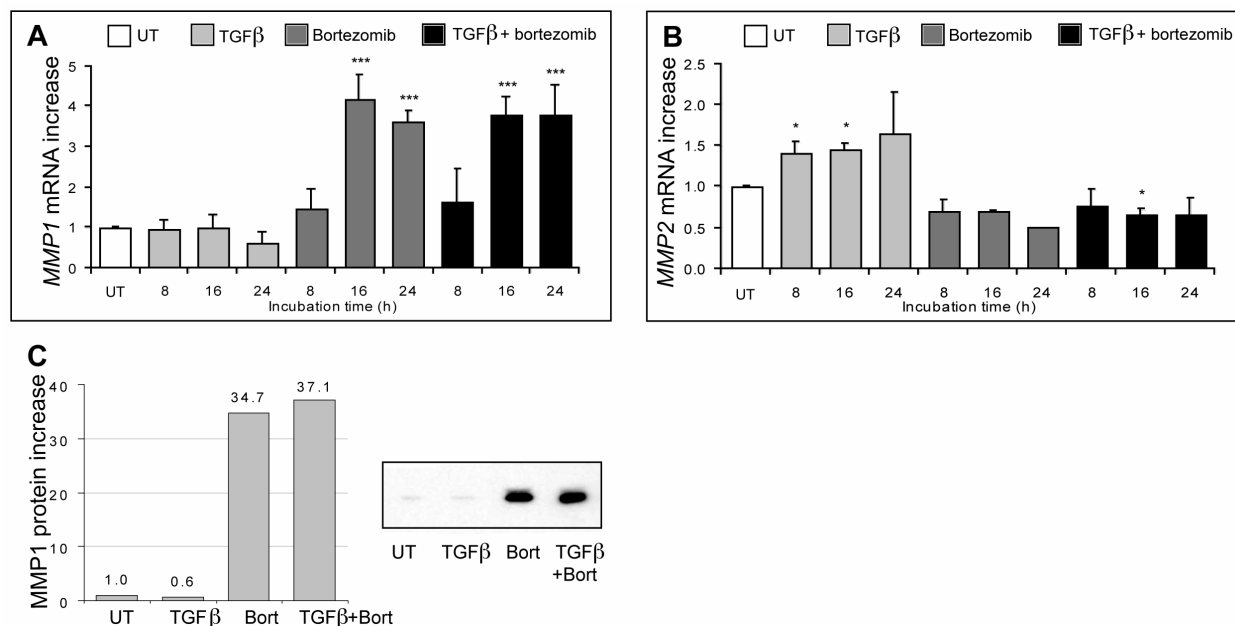 A
UT TGFβ Bortezomib TGFβ+ bortezomib
MMP1 mRNA increase
5
4
3
2
1
0
*** *** *** ***
UT 8 16 24 8 16 24 8 16 24
Incubation time (h)
B
UT TGFβ Bortezomib TGFβ + bortezomib
MMP2 mRNA increase
2.5
2.0
1.5
1.0
0.5
0.0
* * *
UT 8 16 24 8 16 24 8 16 24
Incubation time (h)
C
MMP1 protein increase
40
30
20
10
0
1.0 0.6 34.7 37.1
UT TGFβ Bort TGFβ+Bort
UT TGFβ Bort TGFβ
+Bort